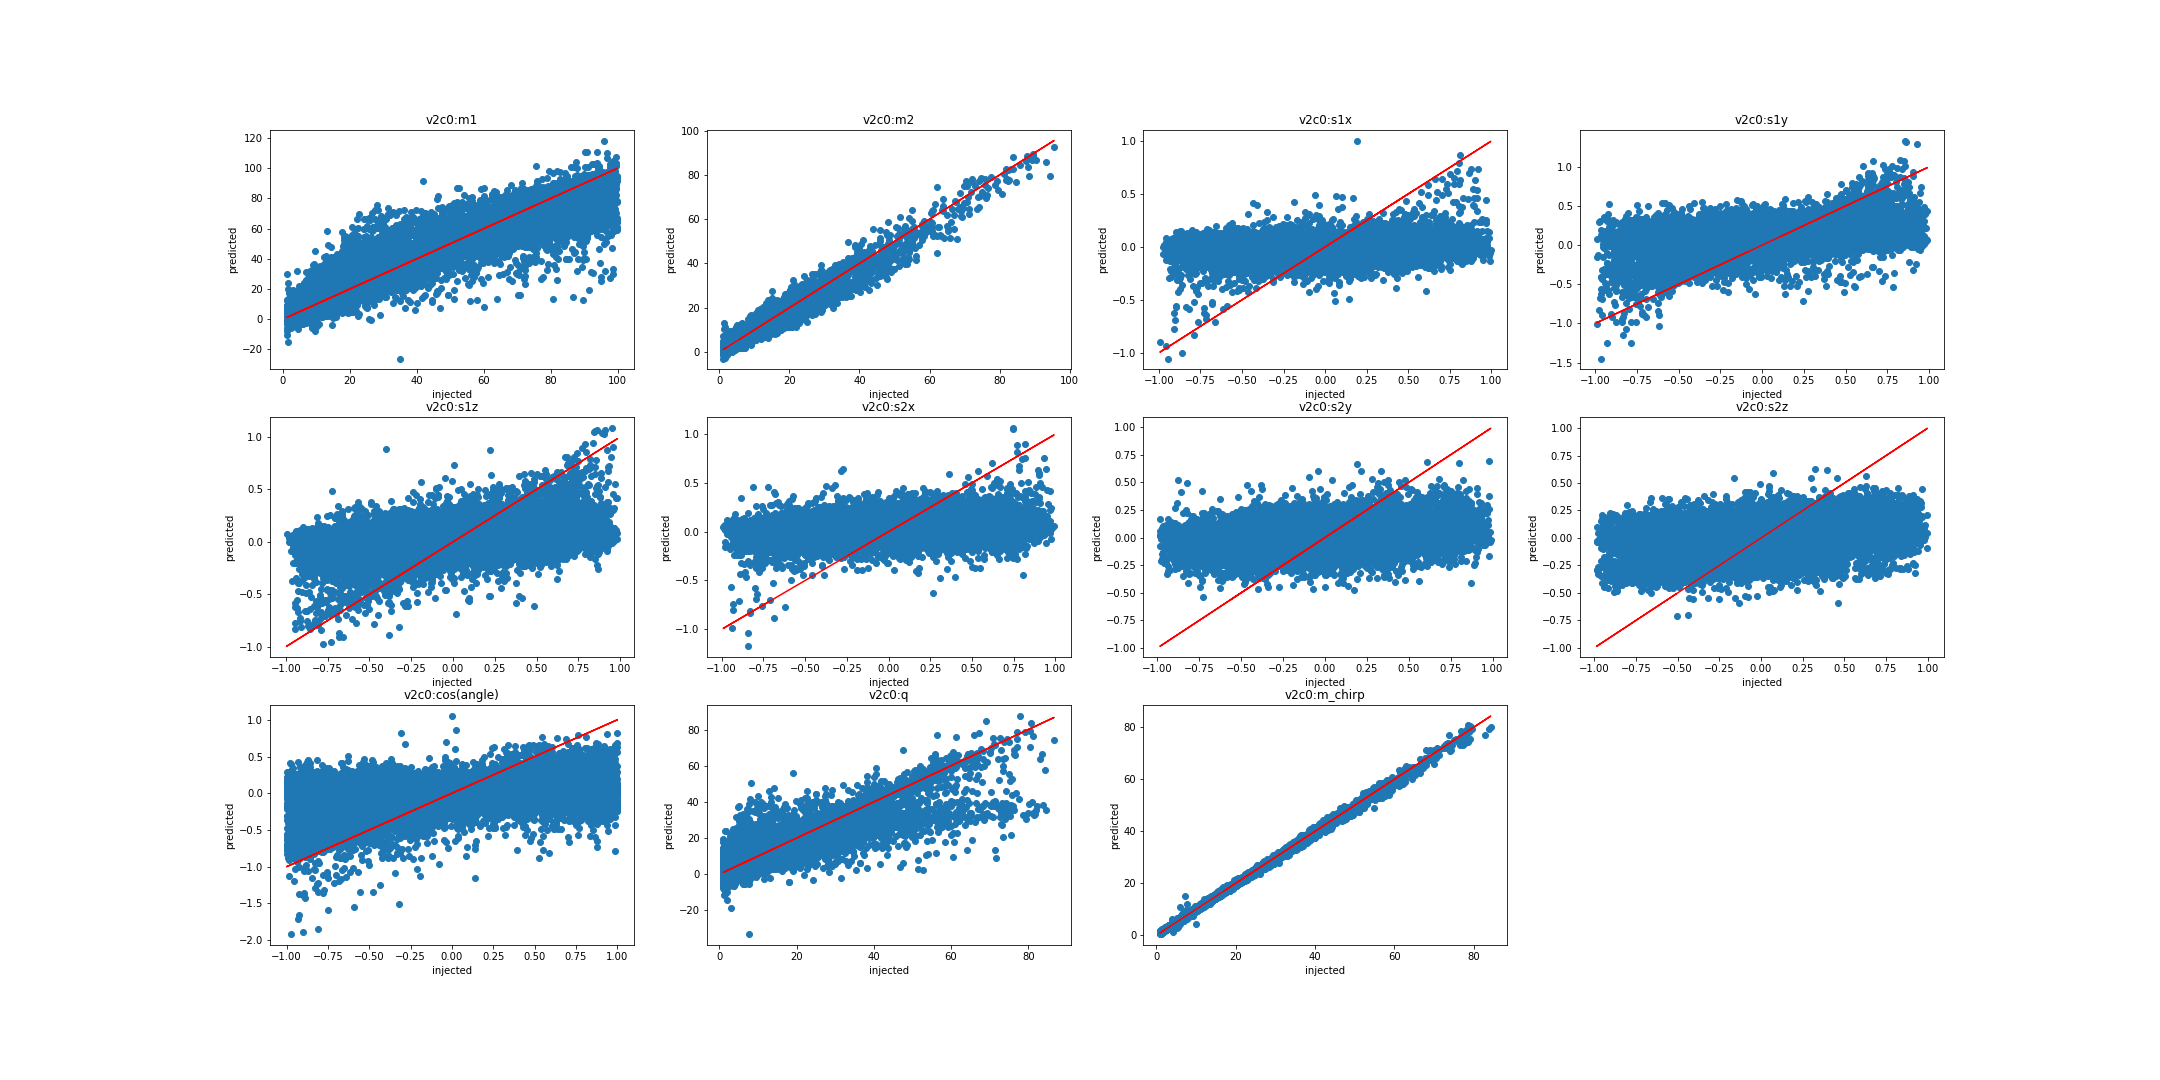 v2c0:m1
v2c0:m2
v2c0:s1x
v2c0:s1y
120
100
80
60
40
20
0
−20
predicted
0 20 40 60 80 100
injected
100
80
60
40
20
0
predicted
0 20 40 60 80 100
injected
1.0
0.5
0.0
−0.5
−1.0
predicted
−1.00 −0.75 −0.50 −0.25 0.00 0.25 0.50 0.75 1.00
injected
1.0
0.5
0.0
−0.5
−1.0
−1.5
predicted
−1.00 −0.75 −0.50 −0.25 0.00 0.25 0.50 0.75 1.00
injected
v2c0:s1z
v2c0:s2x
v2c0:s2y
v2c0:s2z
1.0
0.5
0.0
−0.5
−1.0
predicted
−1.00 −0.75 −0.50 −0.25 0.00 0.25 0.50 0.75 1.00
injected
1.0
0.5
0.0
−0.5
−1.0
predicted
−1.00 −0.75 −0.50 −0.25 0.00 0.25 0.50 0.75 1.00
injected
1.00
0.75
0.50
0.25
0.00
−0.25
−0.50
−0.75
−1.00
predicted
−1.00 −0.75 −0.50 −0.25 0.00 0.25 0.50 0.75 1.00
injected
1.00
0.75
0.50
0.25
0.00
−0.25
−0.50
−0.75
−1.00
predicted
−1.00 −0.75 −0.50 −0.25 0.00 0.25 0.50 0.75 1.00
injected
v2c0:cos(angle)
v2c0:q
v2c0:m_chirp
1.0
0.5
0.0
−0.5
−1.0
−1.5
−2.0
predicted
−1.00 −0.75 −0.50 −0.25 0.00 0.25 0.50 0.75 1.00
injected
80
60
40
20
0
−20
predicted
0 20 40 60 80
injected
80
60
40
20
0
predicted
0 20 40 60 80
injected